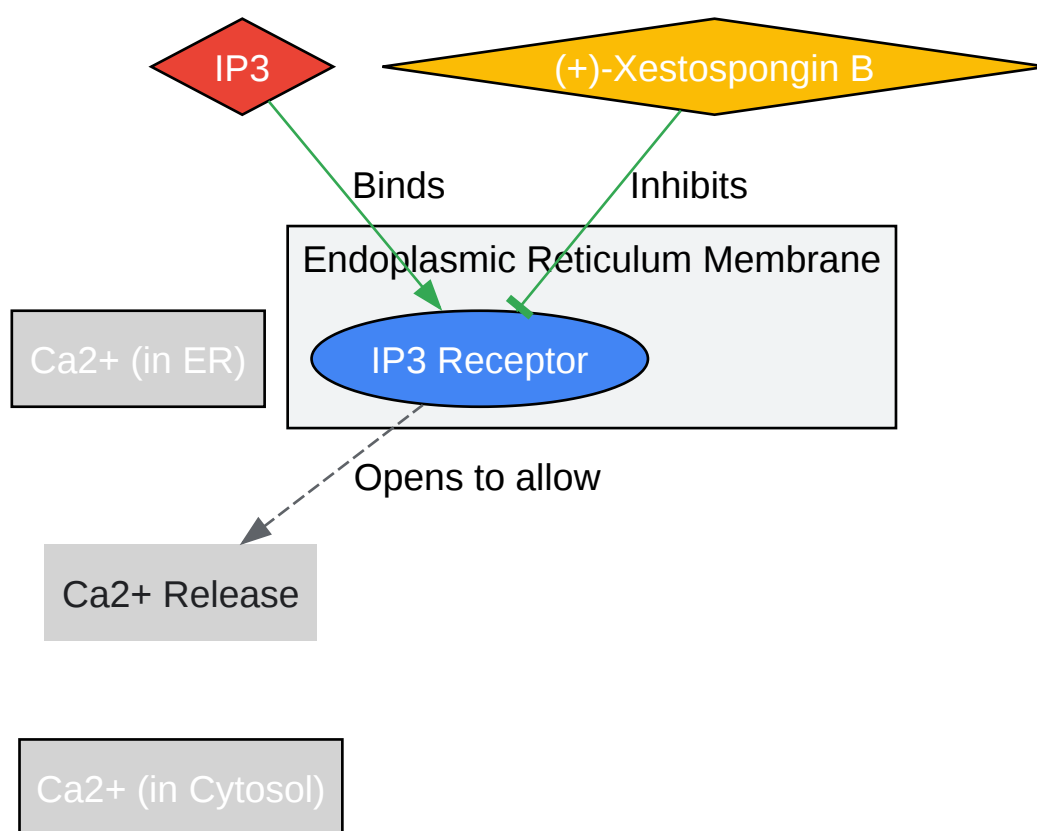 IP3
(+)-Xestospongin B
Binds
Inhibits
Endoplasmic Reticulum Membrane
Ca2+ (in ER)
IP3 Receptor
Opens to allow
Ca2+ Release
Ca2+ (in Cytosol)